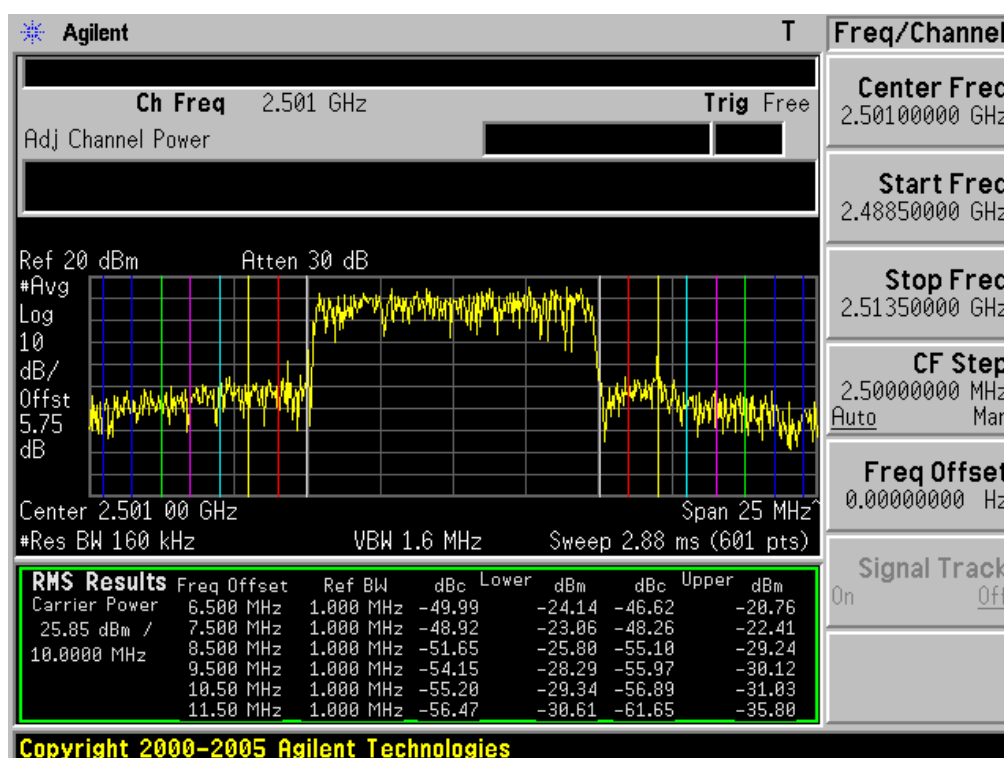 Agilent T Freq/Channel
Ch Freq 2.501 GHz Trig Free
Adj Channel Power
Center Freq
2.50100000 GHz
Start Freq
2.48850000 GHz
Stop Freq
2.51350000 GHz
CF Step
2.50000000 MHz
Auto Man
Freq Offset
0.00000000 Hz
Signal Track
On Off
Ref 20 dBm Atten 30 dB
#Avg
Log
10
dB/
Offst
5.75
dB
Center 2.501 00 GHz Span 25 MHz^
#Res BW 160 kHz VBW 1.6 MHz Sweep 2.88 ms (601 pts)
RMS Results Freq Offset Ref BW dBc Lower dBm dBc Upper dBm
Carrier Power 6.500 MHz 1.000 MHz -49.99 -24.14 -46.62 -20.76
25.85 dBm / 7.500 MHz 1.000 MHz -48.92 -23.06 -48.26 -22.41
10.0000 MHz 8.500 MHz 1.000 MHz -51.65 -25.80 -55.10 -29.24
9.500 MHz 1.000 MHz -54.15 -28.29 -55.97 -30.12
10.50 MHz 1.000 MHz -55.20 -29.34 -56.89 -31.03
11.50 MHz 1.000 MHz -56.47 -30.61 -61.65 -35.80
Copyright 2000-2005 Agilent Technologies